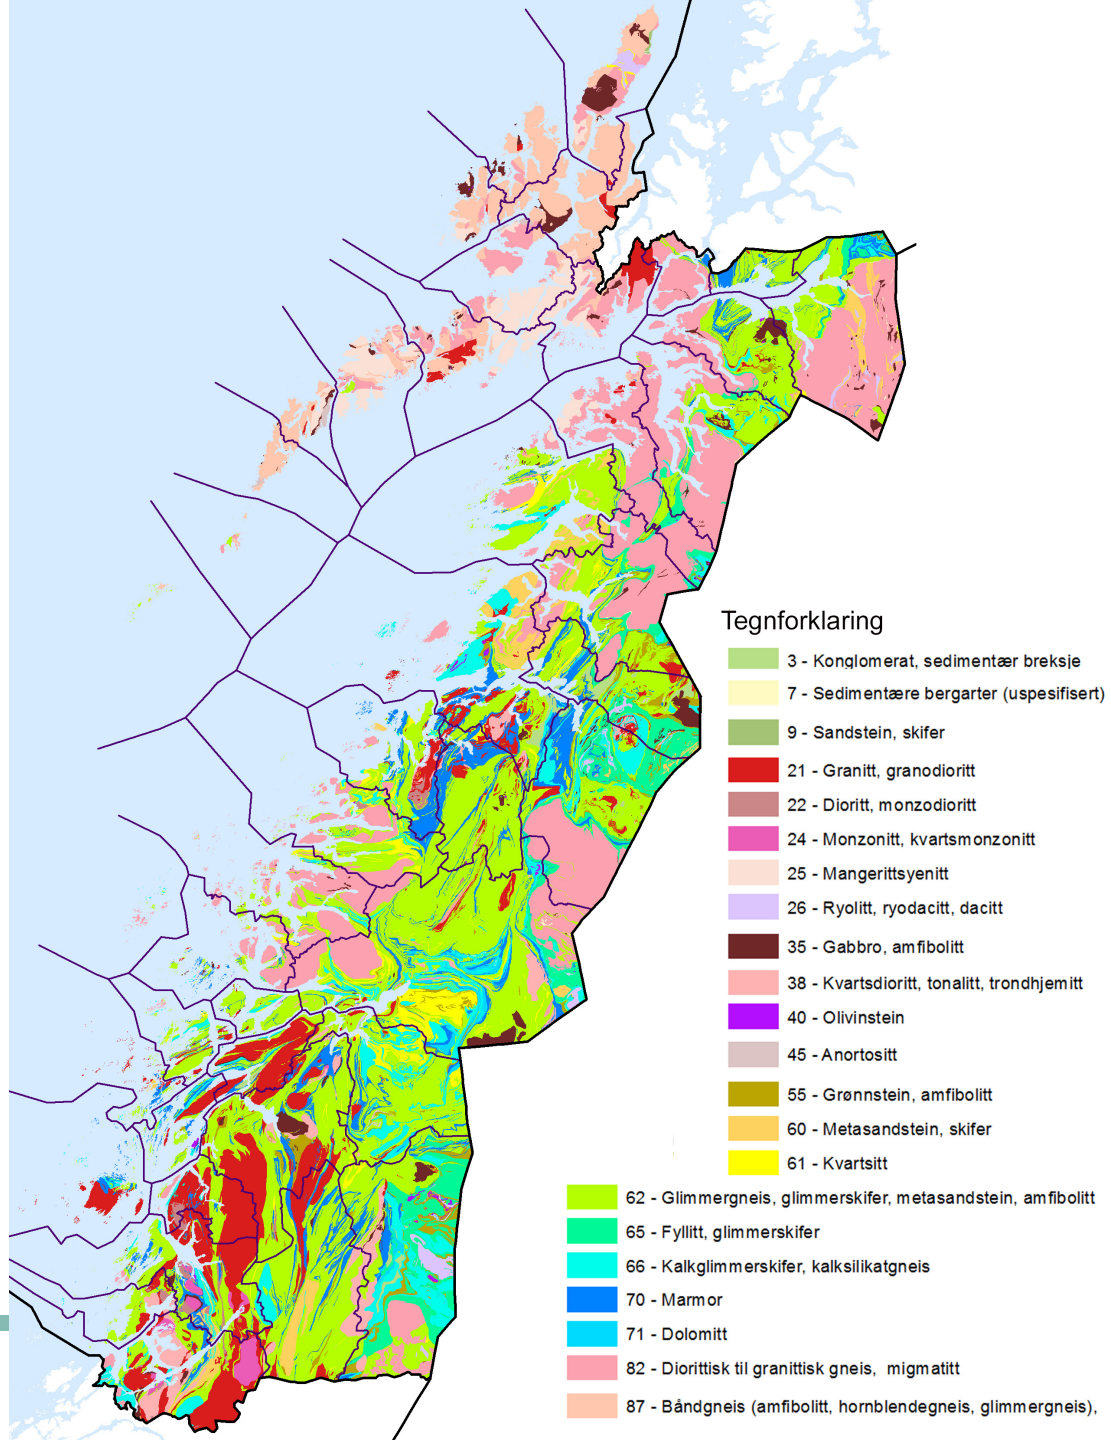 Tegnforklaring
3 - Konglomerat, sedimentær breksje
7 - Sedimentære bergarter (uspesifisert)
9 - Sandstein, skifer
21 - Granitt, granodioritt
22 - Dioritt, monzodioritt
24 - Monzonitt, kvartsmonzonitt
25 - Mangerittsyenitt
26 - Ryolitt, ryodacitt, dacitt
35 - Gabbro, amfibolitt
38 - Kvartsdioritt, tonalitt, trondhjemitt
40 - Olivinstein
45 - Anortositt
55 - Grønnstein, amfibolitt
60 - Metasandstein, skifer
61 - Kvartsitt
62 - Glimmergneis, glimmerskifer, metasandstein, amfibolitt
65 - Fyllitt, glimmerskifer
66 - Kalkglimmerskifer, kalksilikatgneis
70 - Marmor
71 - Dolomitt
82 - Diorittisk til granittisk gneis, migmatitt
87 - Båndgneis (amfibolitt, hornblendegneis, glimmergneis),